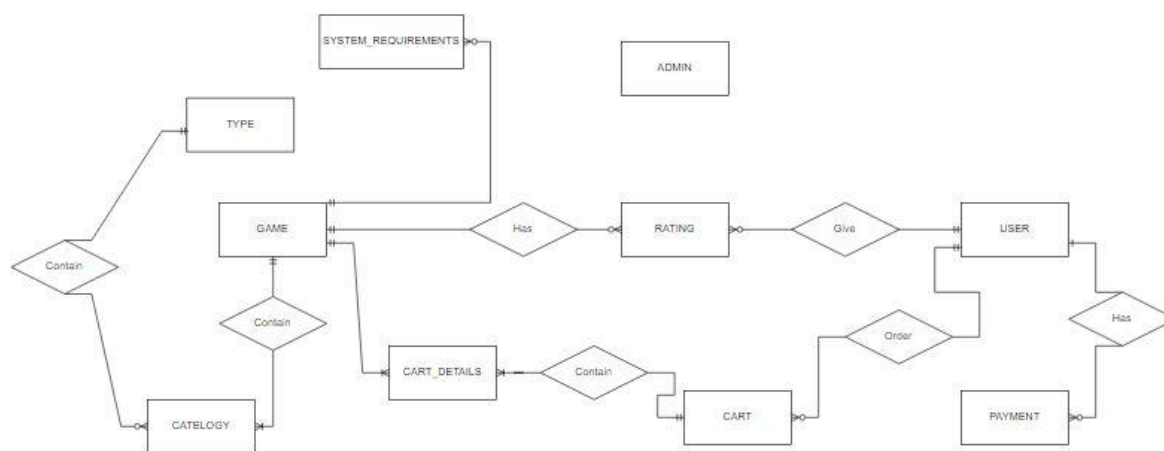 SYSTEM_REQUIREMENTS
ADMIN
TYPE
GAME
Has
RATING
Give
USER
Contain
Contain
Has
Order
CART_DETAILS
Contain
CATELOGY
CART
PAYMENT